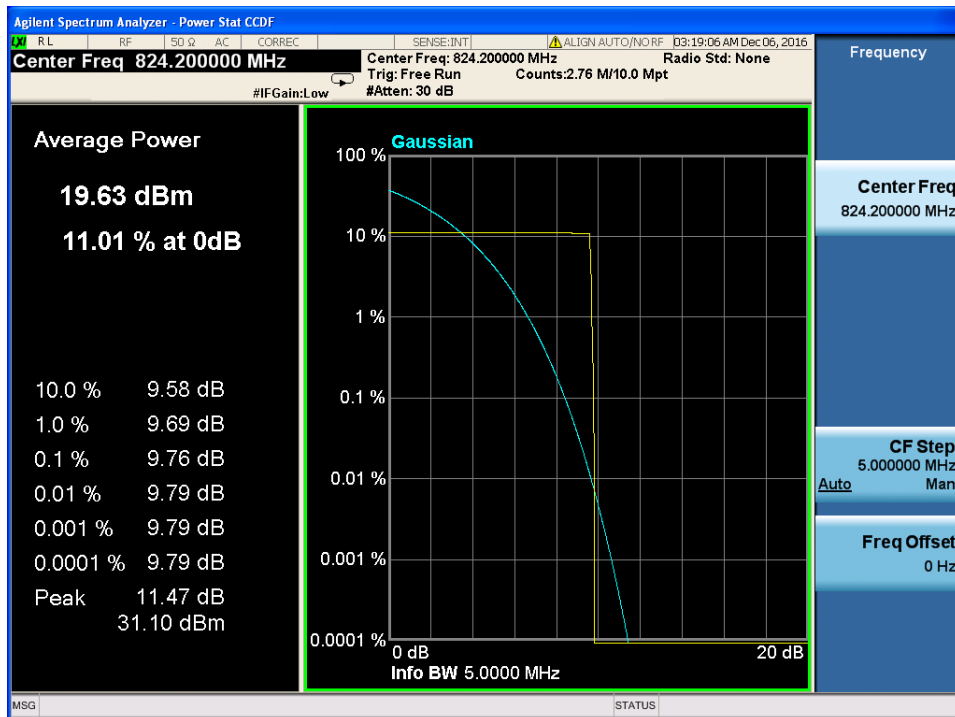 Agilent Spectrum Analyzer - Power Stat CCDF
LXI RL RF 50 Ω AC CORREC SENSE:INT ALIGN AUTO/NO RF 03:19:06 AM Dec 06, 2016
Center Freq 824.200000 MHz
#IFGain:Low
Center Freq: 824.200000 MHz Radio Std: None
Trig: Free Run Counts:2.76 M/10.0 Mpt
#Atten: 30 dB
Average Power
19.63 dBm
11.01 % at 0dB
10.0 % 9.58 dB
1.0 % 9.69 dB
0.1 % 9.76 dB
0.01 % 9.79 dB
0.001 % 9.79 dB
0.0001 % 9.79 dB
Peak 11.47 dB
31.10 dBm
Gaussian
100 %
10 %
1 %
0.1 %
0.01 %
0.001 %
0.0001 %
0 dB 20 dB
Info BW 5.0000 MHz
Frequency
Center Freq
824.200000 MHz
CF Step
5.000000 MHz
Auto Man
Freq Offset
0 Hz
MSG STATUS